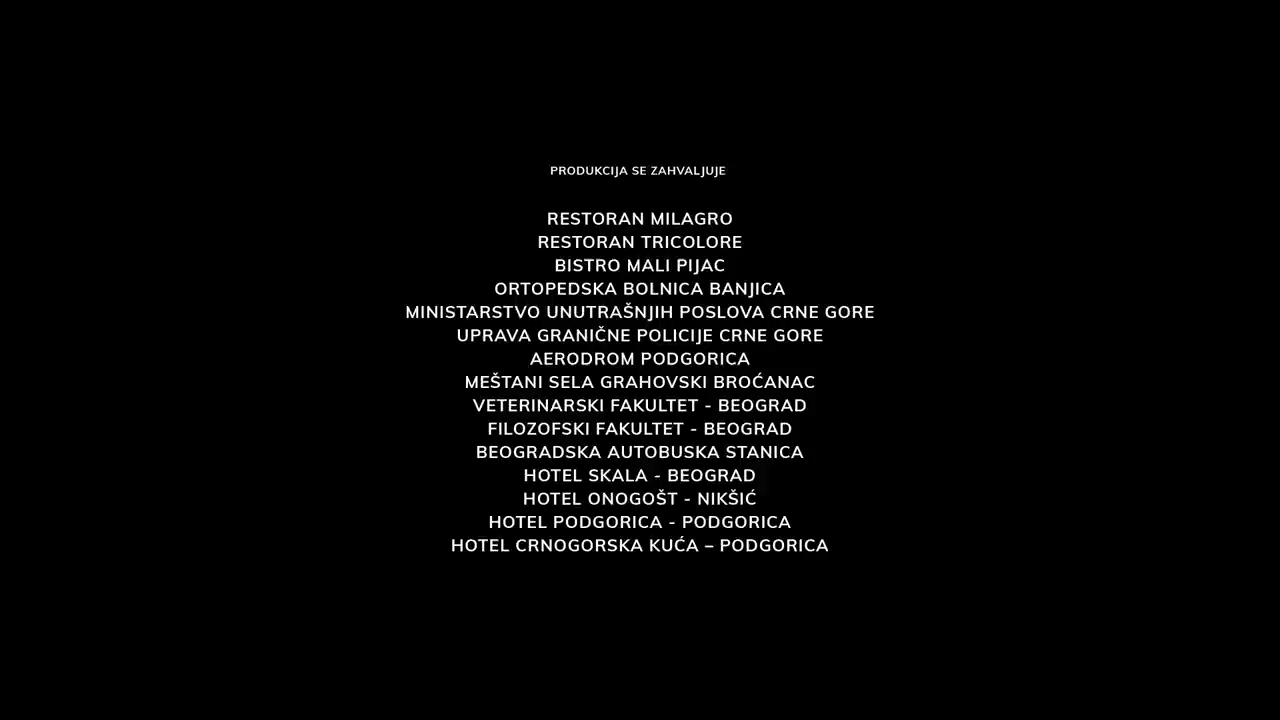 PRODUKCIJA SE ZAHVALJUJE
RESTORAN MILAGRO
RESTORAN TRICOLORE
BISTRO MALI PIJAC
ORTOPEDSKA BOLNICA BANJICA
MINISTARSTVO UNUTRAŠNJIH POSLOVA CRNE GORE
UPRAVA GRANIČNE POLICIJE CRNE GORE
AERODROM PODGORICA
MEŠTANI SELA GRAHOVSKI BROĆANAC
VETERINARSKI FAKULTET - BEOGRAD
FILOZOFSKI FAKULTET - BEOGRAD
BEOGRADSKA AUTOBUSKA STANICA
HOTEL SKALA - BEOGRAD
HOTEL ONOGOŠT - NIKŠIĆ
HOTEL PODGORICA - PODGORICA
HOTEL CRNOGORSKA KUĆA – PODGORICA